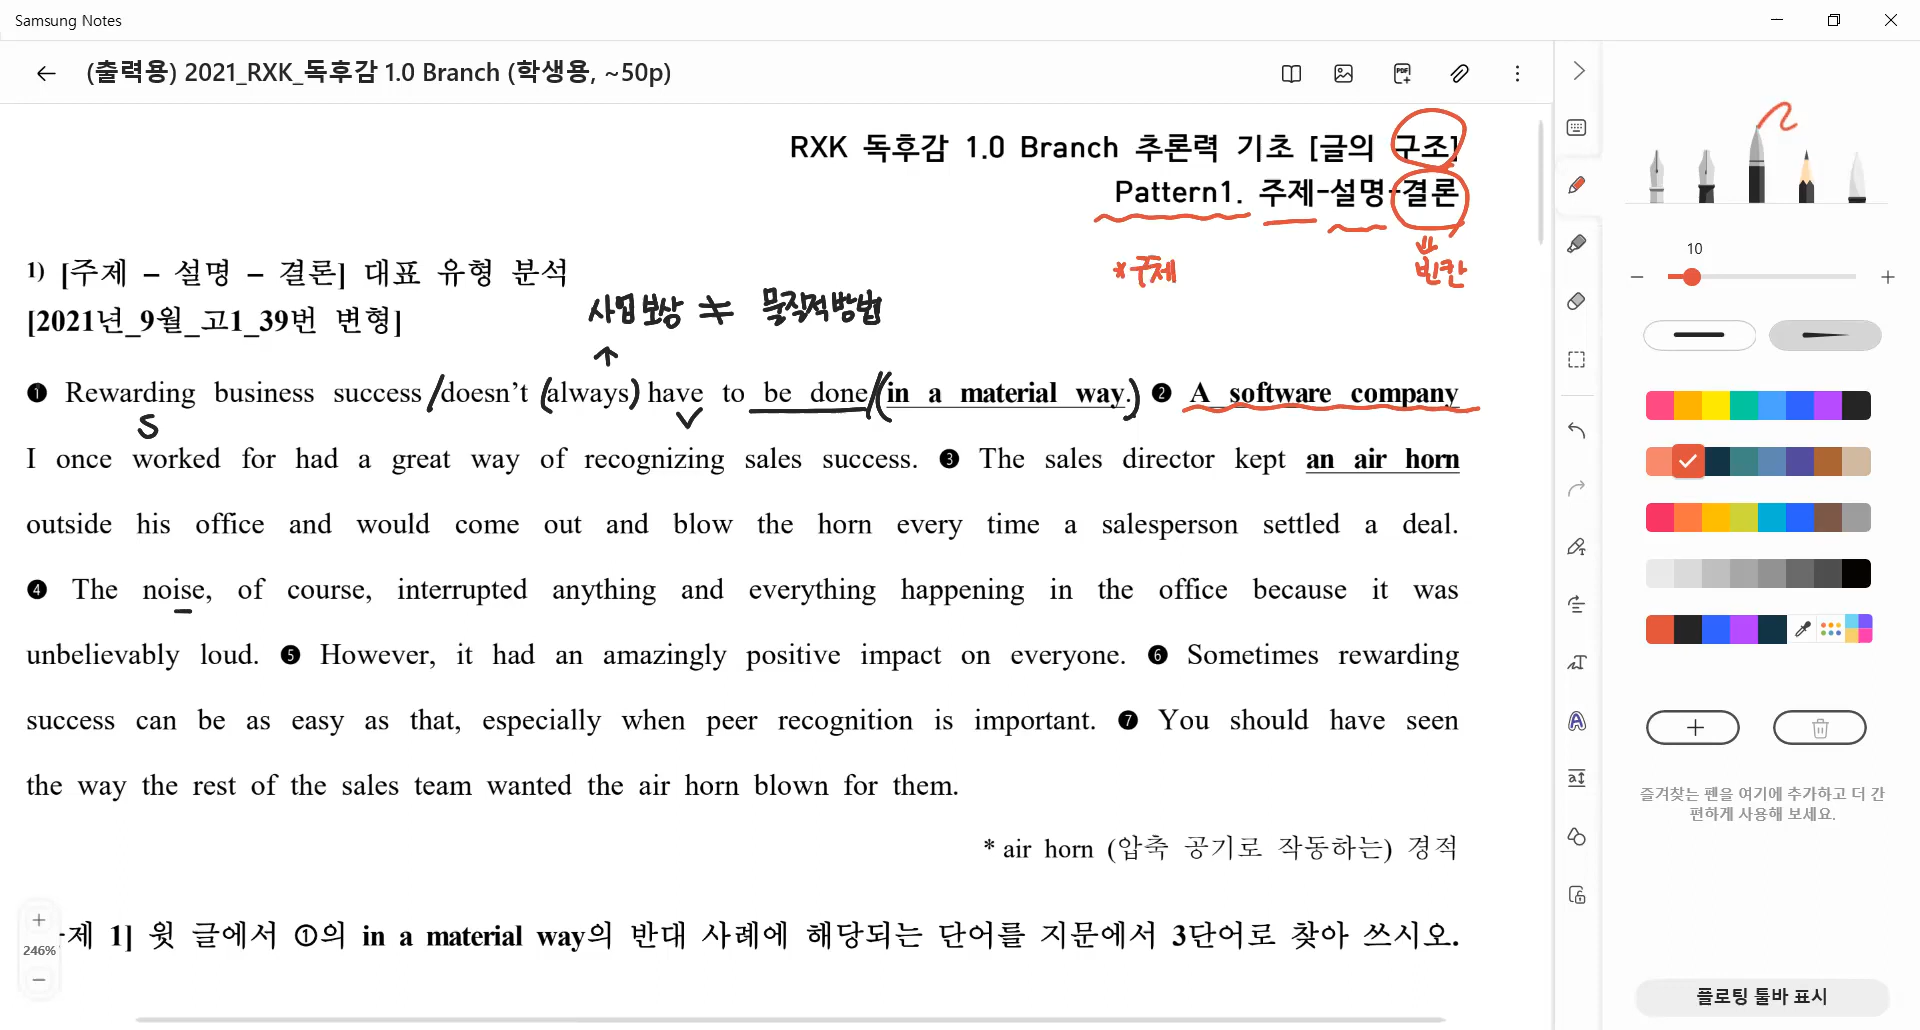 Samsung Notes
(출력용) 2021_RXK_독후감 1.0 Branch (학생용, ~50p)
RXK 독후감 1.0 Branch 추론력 기초 [글의 구조]
Pattern1. 주제-설명-결론
*구체
빈칸
1) [주제 – 설명 – 결론] 대표 유형 분석
사업 보상 ≠ 물질적 방법
[2021년_9월_고1_39번 변형]
❶ Rewarding business success/doesn't (always) have to be done/(in a material way.) ❷ A software company
S V
I once worked for had a great way of recognizing sales success. ❸ The sales director kept an air horn
outside his office and would come out and blow the horn every time a salesperson settled a deal.
❹ The noise, of course, interrupted anything and everything happening in the office because it was
unbelievably loud. ❺ However, it had an amazingly positive impact on everyone. ❻ Sometimes rewarding
success can be as easy as that, especially when peer recognition is important. ❼ You should have seen
the way the rest of the sales team wanted the air horn blown for them.
* air horn (압축 공기로 작동하는) 경적
제 1] 윗 글에서 ①의 in a material way의 반대 사례에 해당되는 단어를 지문에서 3단어로 찾아 쓰시오.
246%
10
즐겨찾는 펜을 여기에 추가하고 더 간
편하게 사용해 보세요.
플로팅 툴바 표시